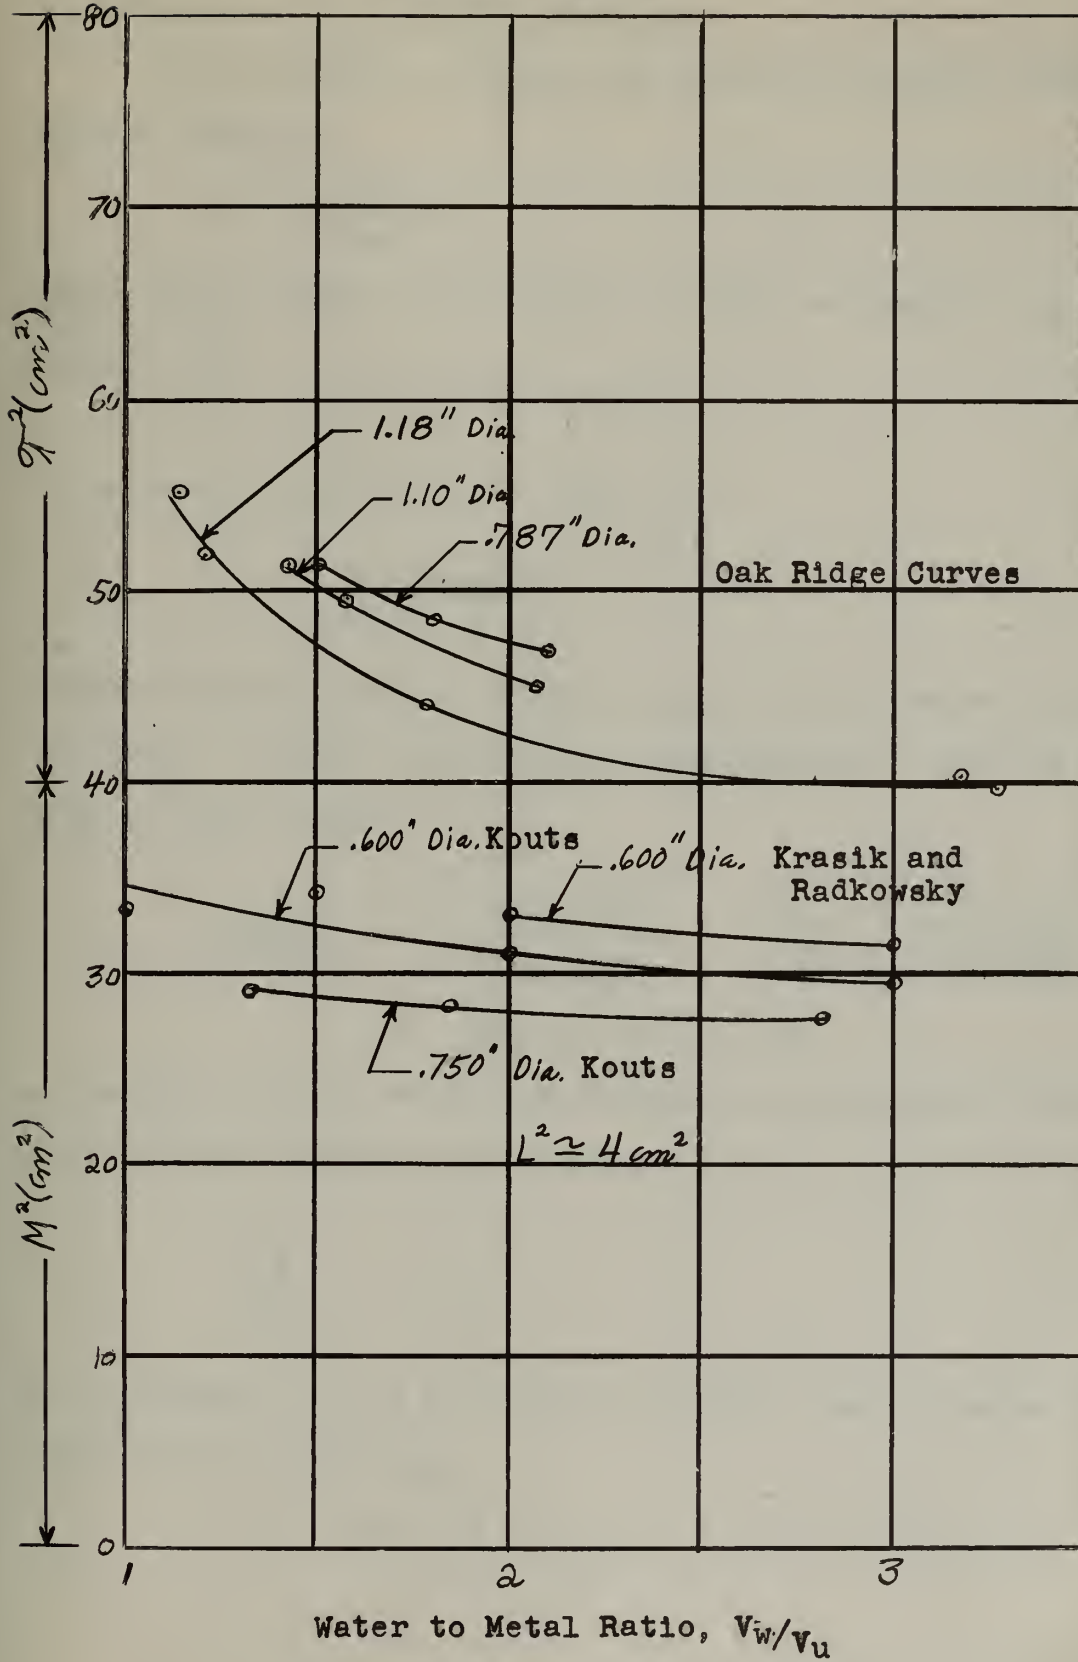 80
70
60
50
40
30
20
10
0
(cm²)
M²(cm²)
1.18" Dia.
1.10" Dia.
.787" Dia.
Oak Ridge Curves
.600" Dia. Kouts
.600" Dia. Krasik and
Radkowsky
.750" Dia. Kouts
L² ≃ 4 cm²
1 2 3
Water to Metal Ratio, Vw/Vu